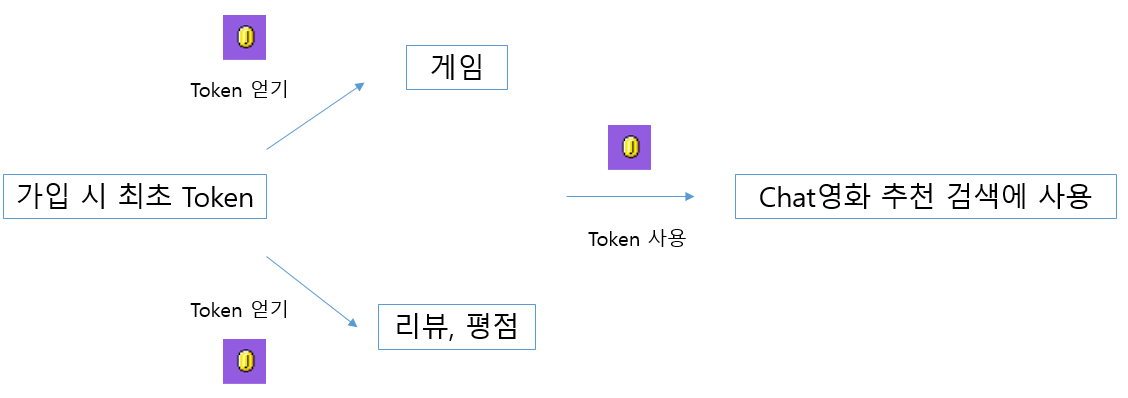 Token 얻기
게임
가입 시 최초 Token
Token 사용
Chat영화 추천 검색에 사용
Token 얻기
리뷰, 평점